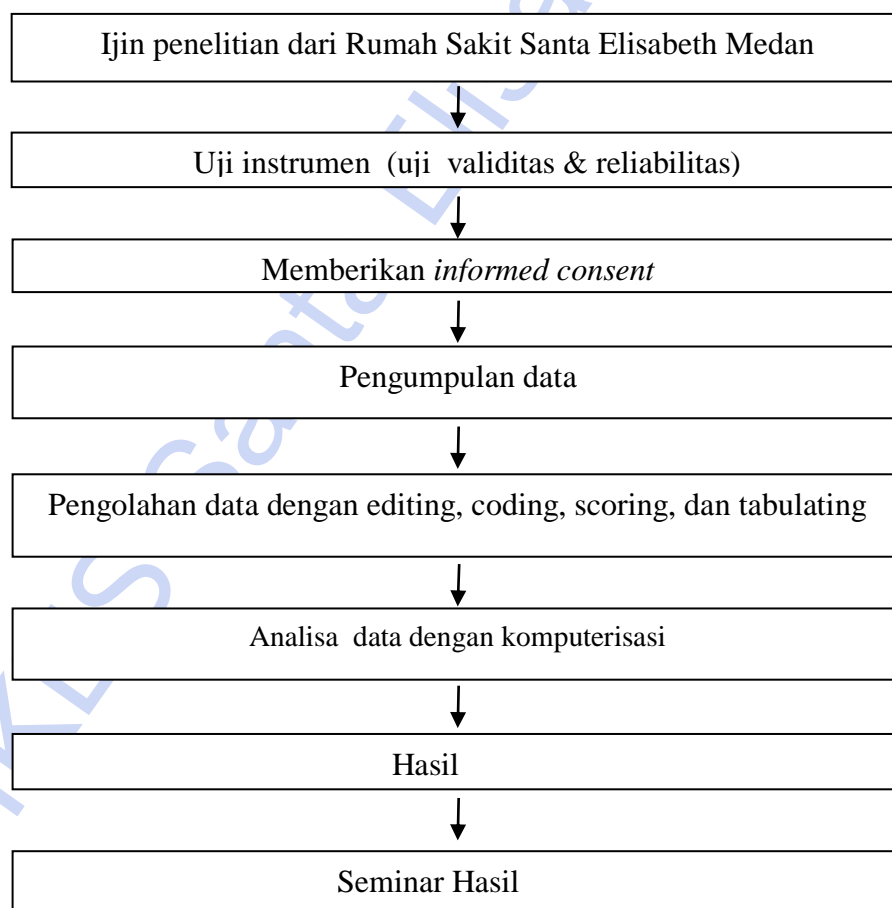 Ijin penelitian dari Rumah Sakit Santa Elisabeth Medan
Uji instrumen (uji validitas & reliabilitas)
Memberikan informed consent
Pengumpulan data
Pengolahan data dengan editing, coding, scoring, dan tabulating
Analisa data dengan komputerisasi
Hasil
Seminar Hasil